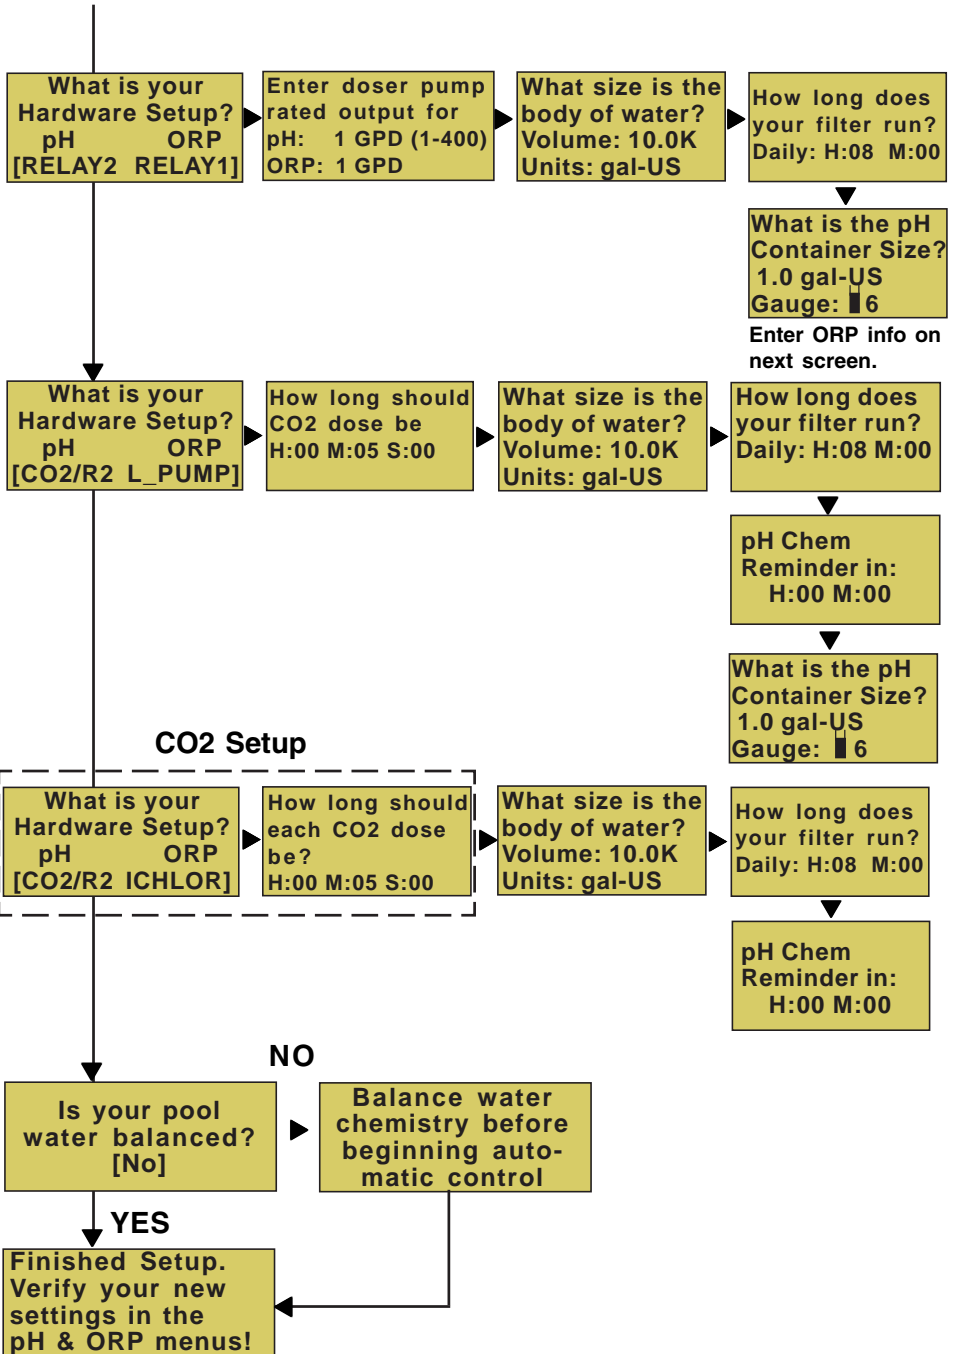 What is your
Hardware Setup?
pH ORP
[RELAY2 RELAY1]
Enter doser pump
rated output for
pH: 1 GPD (1-400)
ORP: 1 GPD
What size is the
body of water?
Volume: 10.0K
Units: gal-US
How long does
your filter run?
Daily: H:08 M:00
What is the pH
Container Size?
1.0 gal-US
Gauge: 6
Enter ORP info on
next screen.
What is your
Hardware Setup?
pH ORP
[CO2/R2 L_PUMP]
How long should
CO2 dose be
H:00 M:05 S:00
What size is the
body of water?
Volume: 10.0K
Units: gal-US
How long does
your filter run?
Daily: H:08 M:00
pH Chem
Reminder in:
H:00 M:00
What is the pH
Container Size?
1.0 gal-US
Gauge: 6
CO2 Setup
What is your
Hardware Setup?
pH ORP
[CO2/R2 ICHLOR]
How long should
each CO2 dose
be?
H:00 M:05 S:00
What size is the
body of water?
Volume: 10.0K
Units: gal-US
How long does
your filter run?
Daily: H:08 M:00
pH Chem
Reminder in:
H:00 M:00
NO
Is your pool
water balanced?
[No]
Balance water
chemistry before
beginning auto-
matic control
YES
Finished Setup.
Verify your new
settings in the
pH & ORP menus!